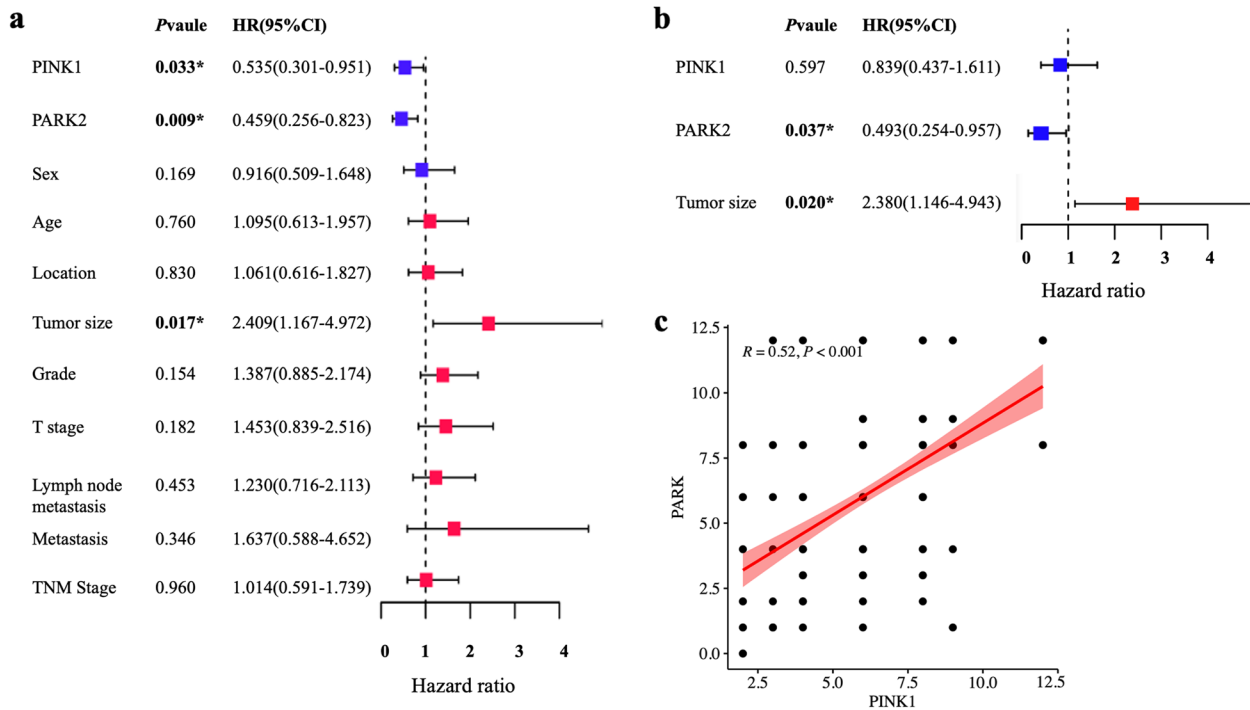 a
Pvaule HR(95%CI)
PINK1 0.033* 0.535(0.301-0.951)
PARK2 0.009* 0.459(0.256-0.823)
Sex 0.169 0.916(0.509-1.648)
Age 0.760 1.095(0.613-1.957)
Location 0.830 1.061(0.616-1.827)
Tumor size 0.017* 2.409(1.167-4.972)
Grade 0.154 1.387(0.885-2.174)
T stage 0.182 1.453(0.839-2.516)
Lymph node
metastasis 0.453 1.230(0.716-2.113)
Metastasis 0.346 1.637(0.588-4.652)
TNM Stage 0.960 1.014(0.591-1.739)
0 1 2 3 4
Hazard ratio
b
Pvaule HR(95%CI)
PINK1 0.597 0.839(0.437-1.611)
PARK2 0.037* 0.493(0.254-0.957)
Tumor size 0.020* 2.380(1.146-4.943)
0 1 2 3 4
Hazard ratio
c
R = 0.52, P < 0.001
12.5
10.0
7.5
5.0
2.5
0.0
PARK
2.5 5.0 7.5 10.0 12.5
PINK1